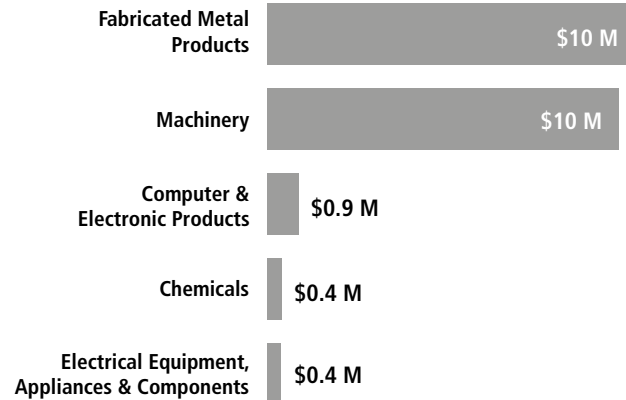 Fabricated Metal
Products
$10 M
Machinery
$10 M
Computer &
Electronic Products
$0.9 M
Chemicals
$0.4 M
Electrical Equipment,
Appliances & Components
$0.4 M